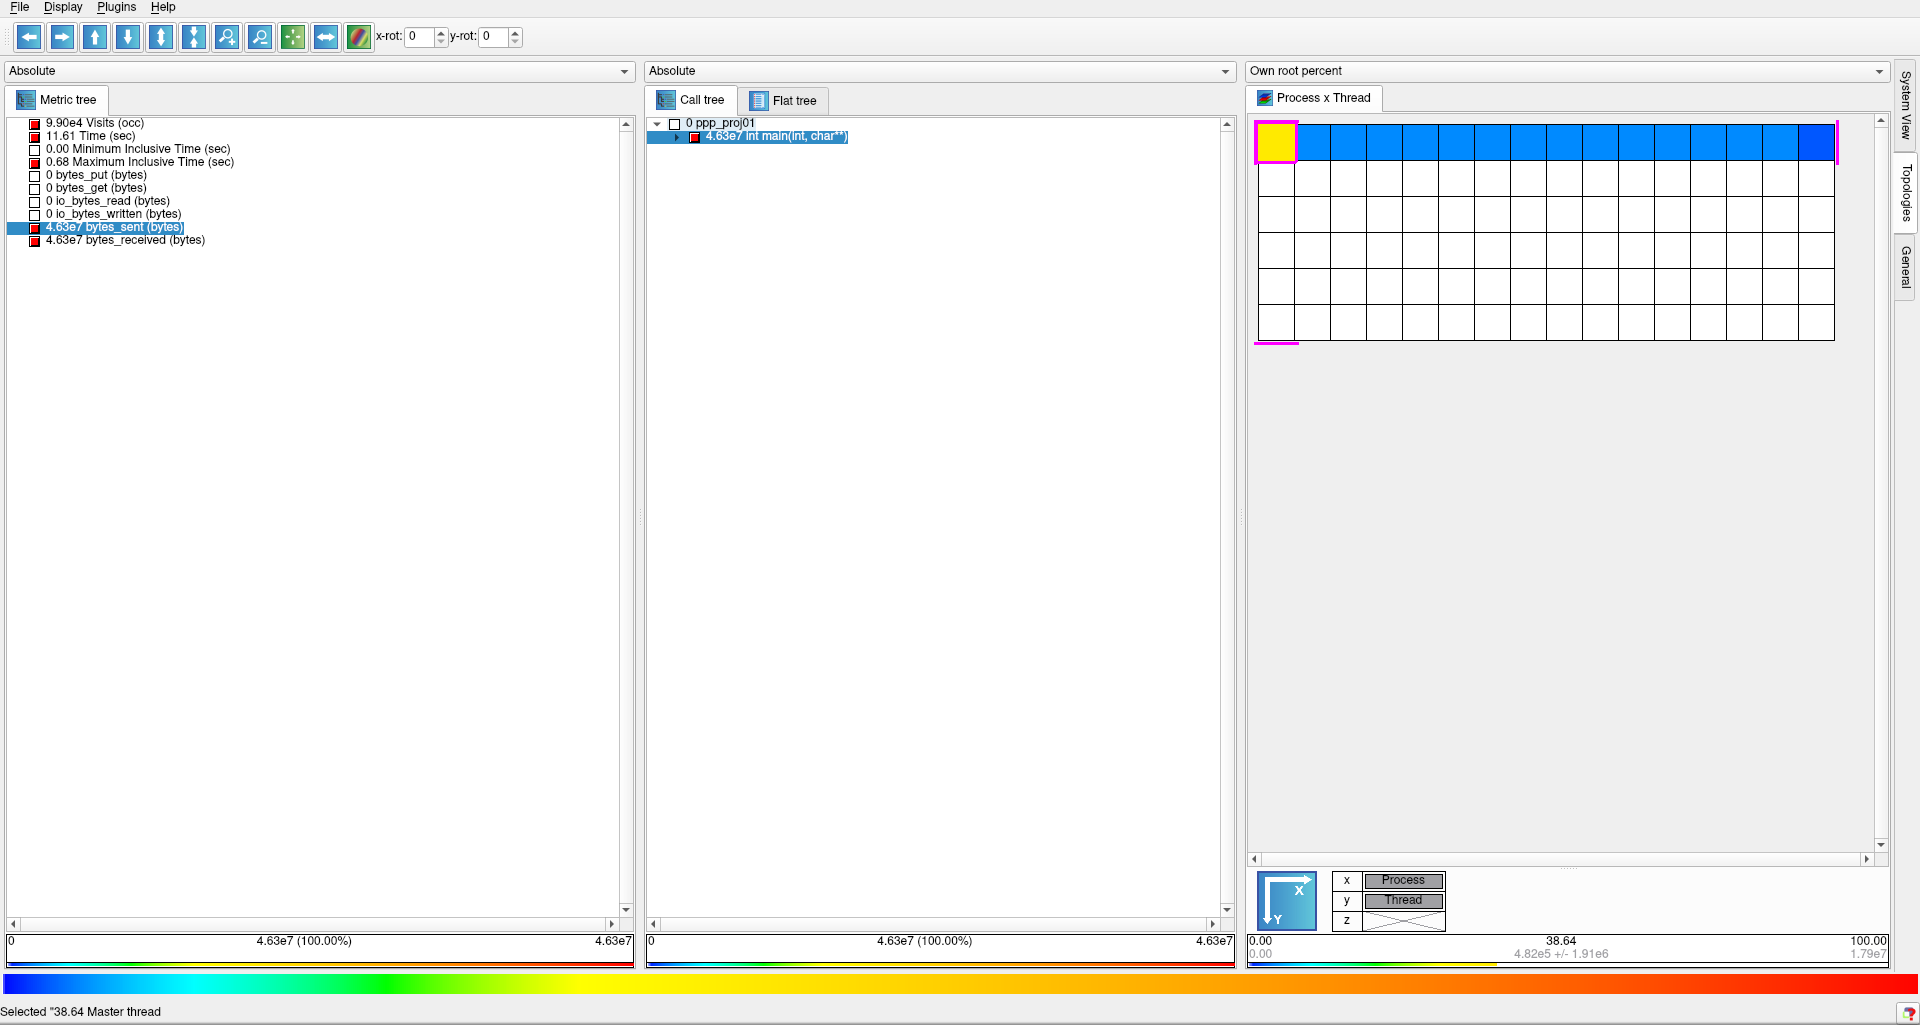 File Display Plugins Help
x-rot: 0 y-rot: 0
Absolute
Metric tree
9.90e4 Visits (occ)
11.61 Time (sec)
0.00 Minimum Inclusive Time (sec)
0.68 Maximum Inclusive Time (sec)
0 bytes_put (bytes)
0 bytes_get (bytes)
0 io_bytes_read (bytes)
0 io_bytes_written (bytes)
4.63e7 bytes_sent (bytes)
4.63e7 bytes_received (bytes)
0 4.63e7 (100.00%) 4.63e7
Absolute
Call tree Flat tree
0 ppp_proj01
4.63e7 int main(int, char**)
0 4.63e7 (100.00%) 4.63e7
Own root percent
Process x Thread
x Process
y Thread
z
X
Y
0.00 38.64 100.00
0.00 4.82e5 +/- 1.91e6 1.79e7
System View
Topologies
General
Selected "38.64 Master thread